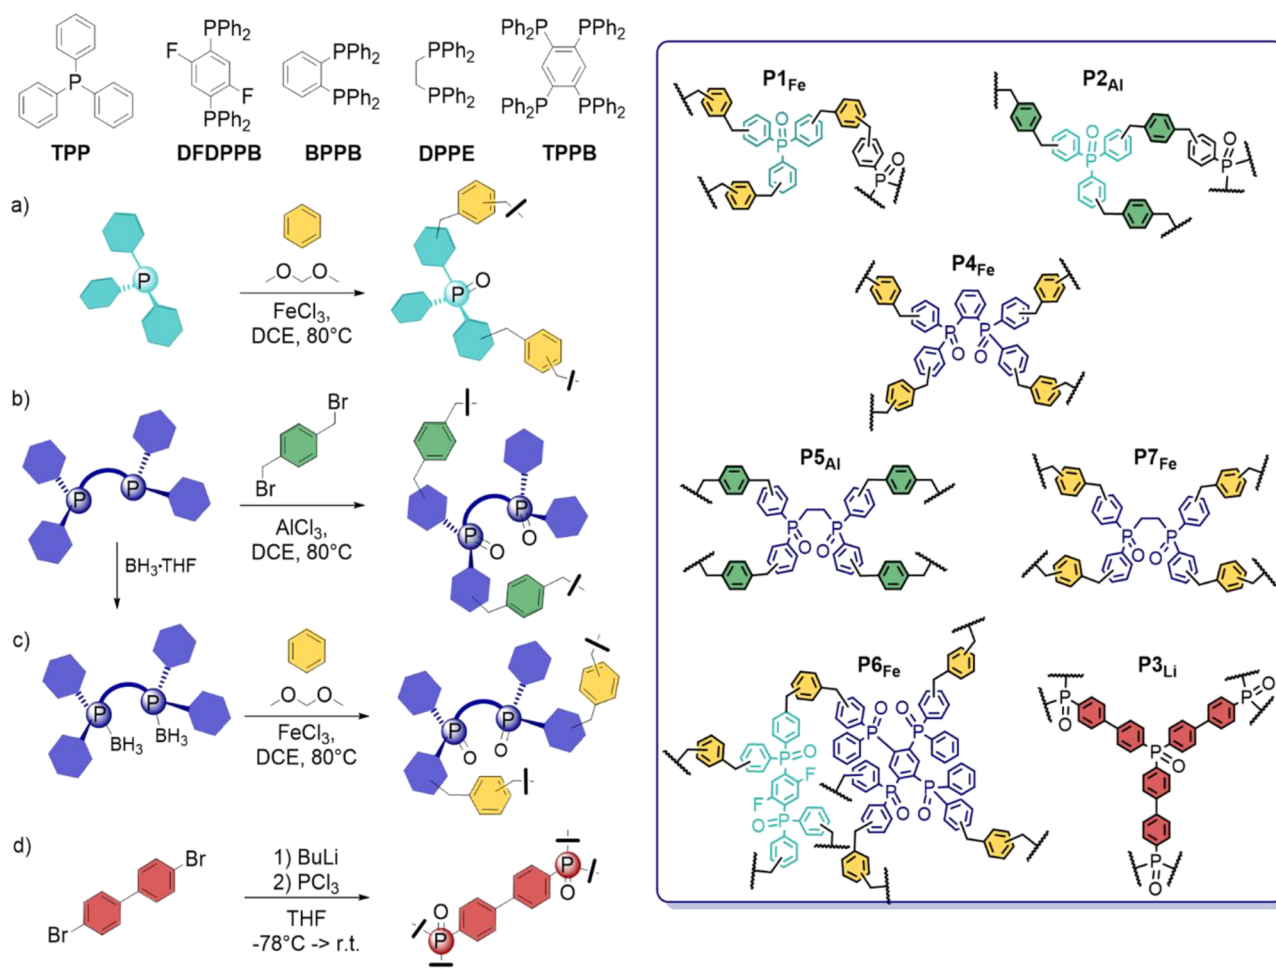 PPh₂
PPh₂
PPh₂
F
PPh₂
Ph₂P
PPh₂
P
F
PPh₂
PPh₂
PPh₂
Ph₂P
PPh₂
TPP
DFDPPB
BPPB
DPPE
TPPB
a)
P
O
O
FeCl₃,
DCE, 80°C
P
O
b)
P
P
Br
Br
AlCl₃,
DCE, 80°C
P
O
P
O
BH₃·THF
c)
P
BH₃
P
BH₃
O
O
FeCl₃,
DCE, 80°C
P
O
P
O
d)
Br
Br
1) BuLi
2) PCl₃
THF
-78°C -> r.t.
P
O
O
P
P1Fe
O
P
O
P
P2Al
O
P
O
P
P4Fe
P
O
P
O
P5Al
P
O
P
O
P7Fe
P
O
P
O
P6Fe
O
P
O
P
P
O
P
O
P
O
F
F
O
P
P3Li
P
O
P
O
P
O
P
O